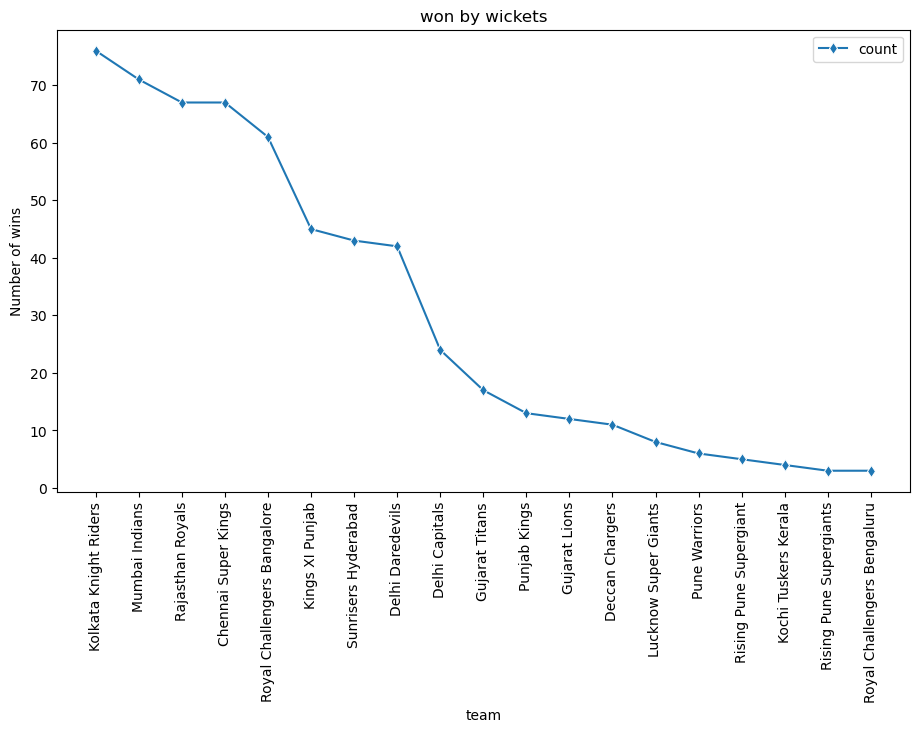 won by wickets
count
Number of wins
70
60
50
40
30
20
10
0
Kolkata Knight Riders
Mumbai Indians
Rajasthan Royals
Chennai Super Kings
Royal Challengers Bangalore
Kings XI Punjab
Sunrisers Hyderabad
Delhi Daredevils
Delhi Capitals
Gujarat Titans
Punjab Kings
Gujarat Lions
Deccan Chargers
Lucknow Super Giants
Pune Warriors
Rising Pune Supergiant
Kochi Tuskers Kerala
Rising Pune Supergiants
Royal Challengers Bengaluru
team